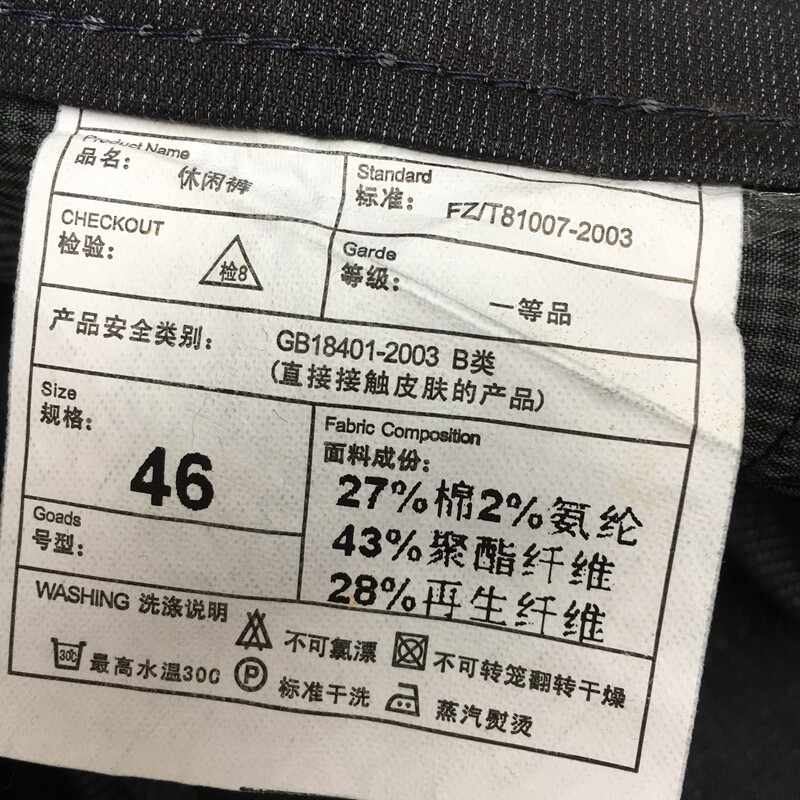 Product Name
品名： 休闲裤
Standard
标准： FZ/T81007-2003
CHECKOUT
检验： 检8
Garde
等级： 一等品
产品安全类别： GB18401-2003 B类
(直接接触皮肤的产品)
Size
规格：
46
Fabric Composition
面料成份：
27%棉2%氨纶
43%聚酯纤维
28%再生纤维
Goads
号型：
WASHING 洗涤说明 不可氯漂 不可转笼翻转干燥
30C 最高水温30C P 标准干洗 蒸汽熨烫